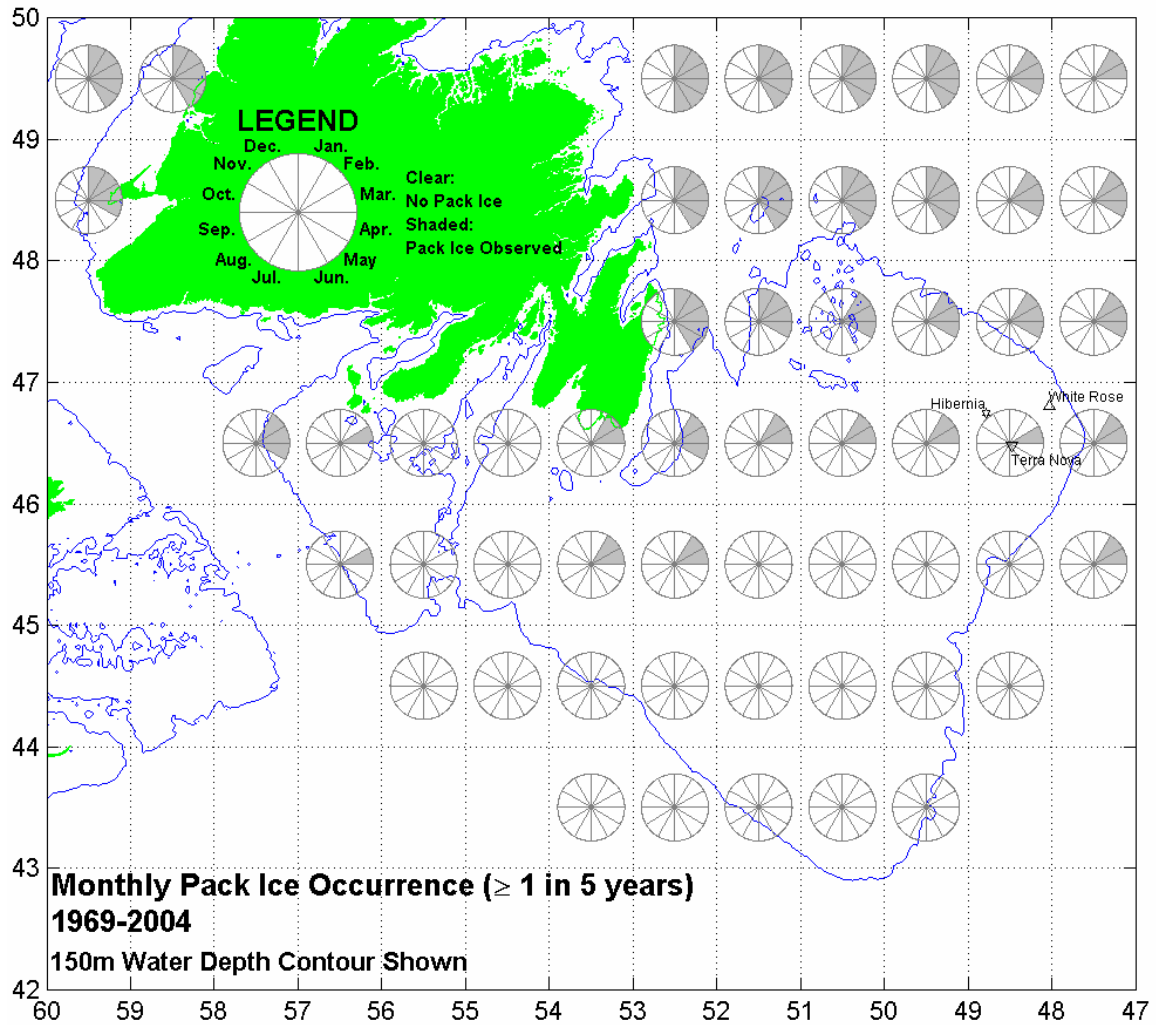 50
49
48
47
46
45
44
43
42
LEGEND
Dec.
Jan.
Nov.
Feb.
Oct.
Mar.
Sep.
Apr.
Aug.
May
Jul.
Jun.
Clear:
No Pack Ice
Shaded:
Pack Ice Observed
White Rose
Hibernia
Terra Nova
Monthly Pack Ice Occurrence (≥ 1 in 5 years)
1969-2004
150m Water Depth Contour Shown
60 59 58 57 56 55 54 53 52 51 50 49 48 47